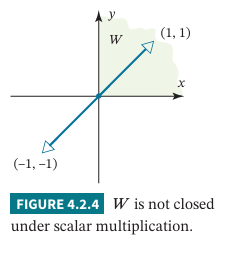 y
W
(1, 1)
x
(–1, –1)
FIGURE 4.2.4 W is not closed
under scalar multiplication.